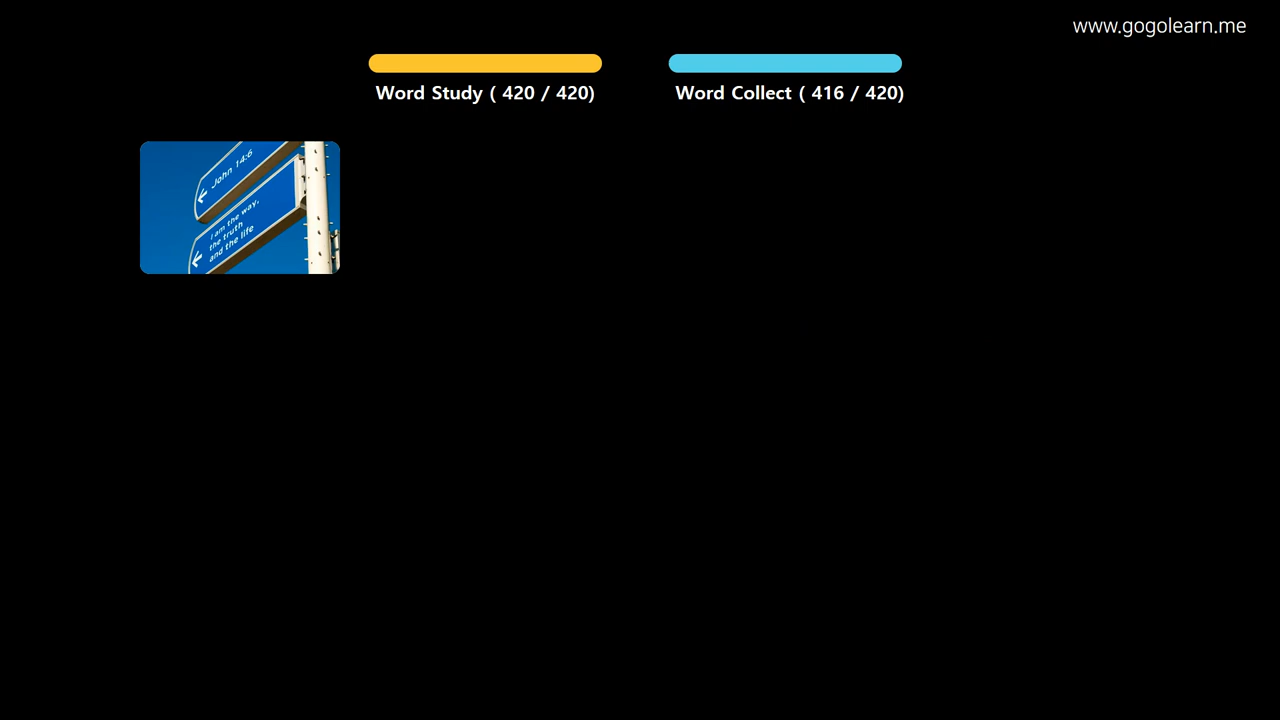 www.gogolearn.me
Word Study ( 420 / 420)
Word Collect ( 416 / 420)
John 14:6
I am the way,
the truth
and the life